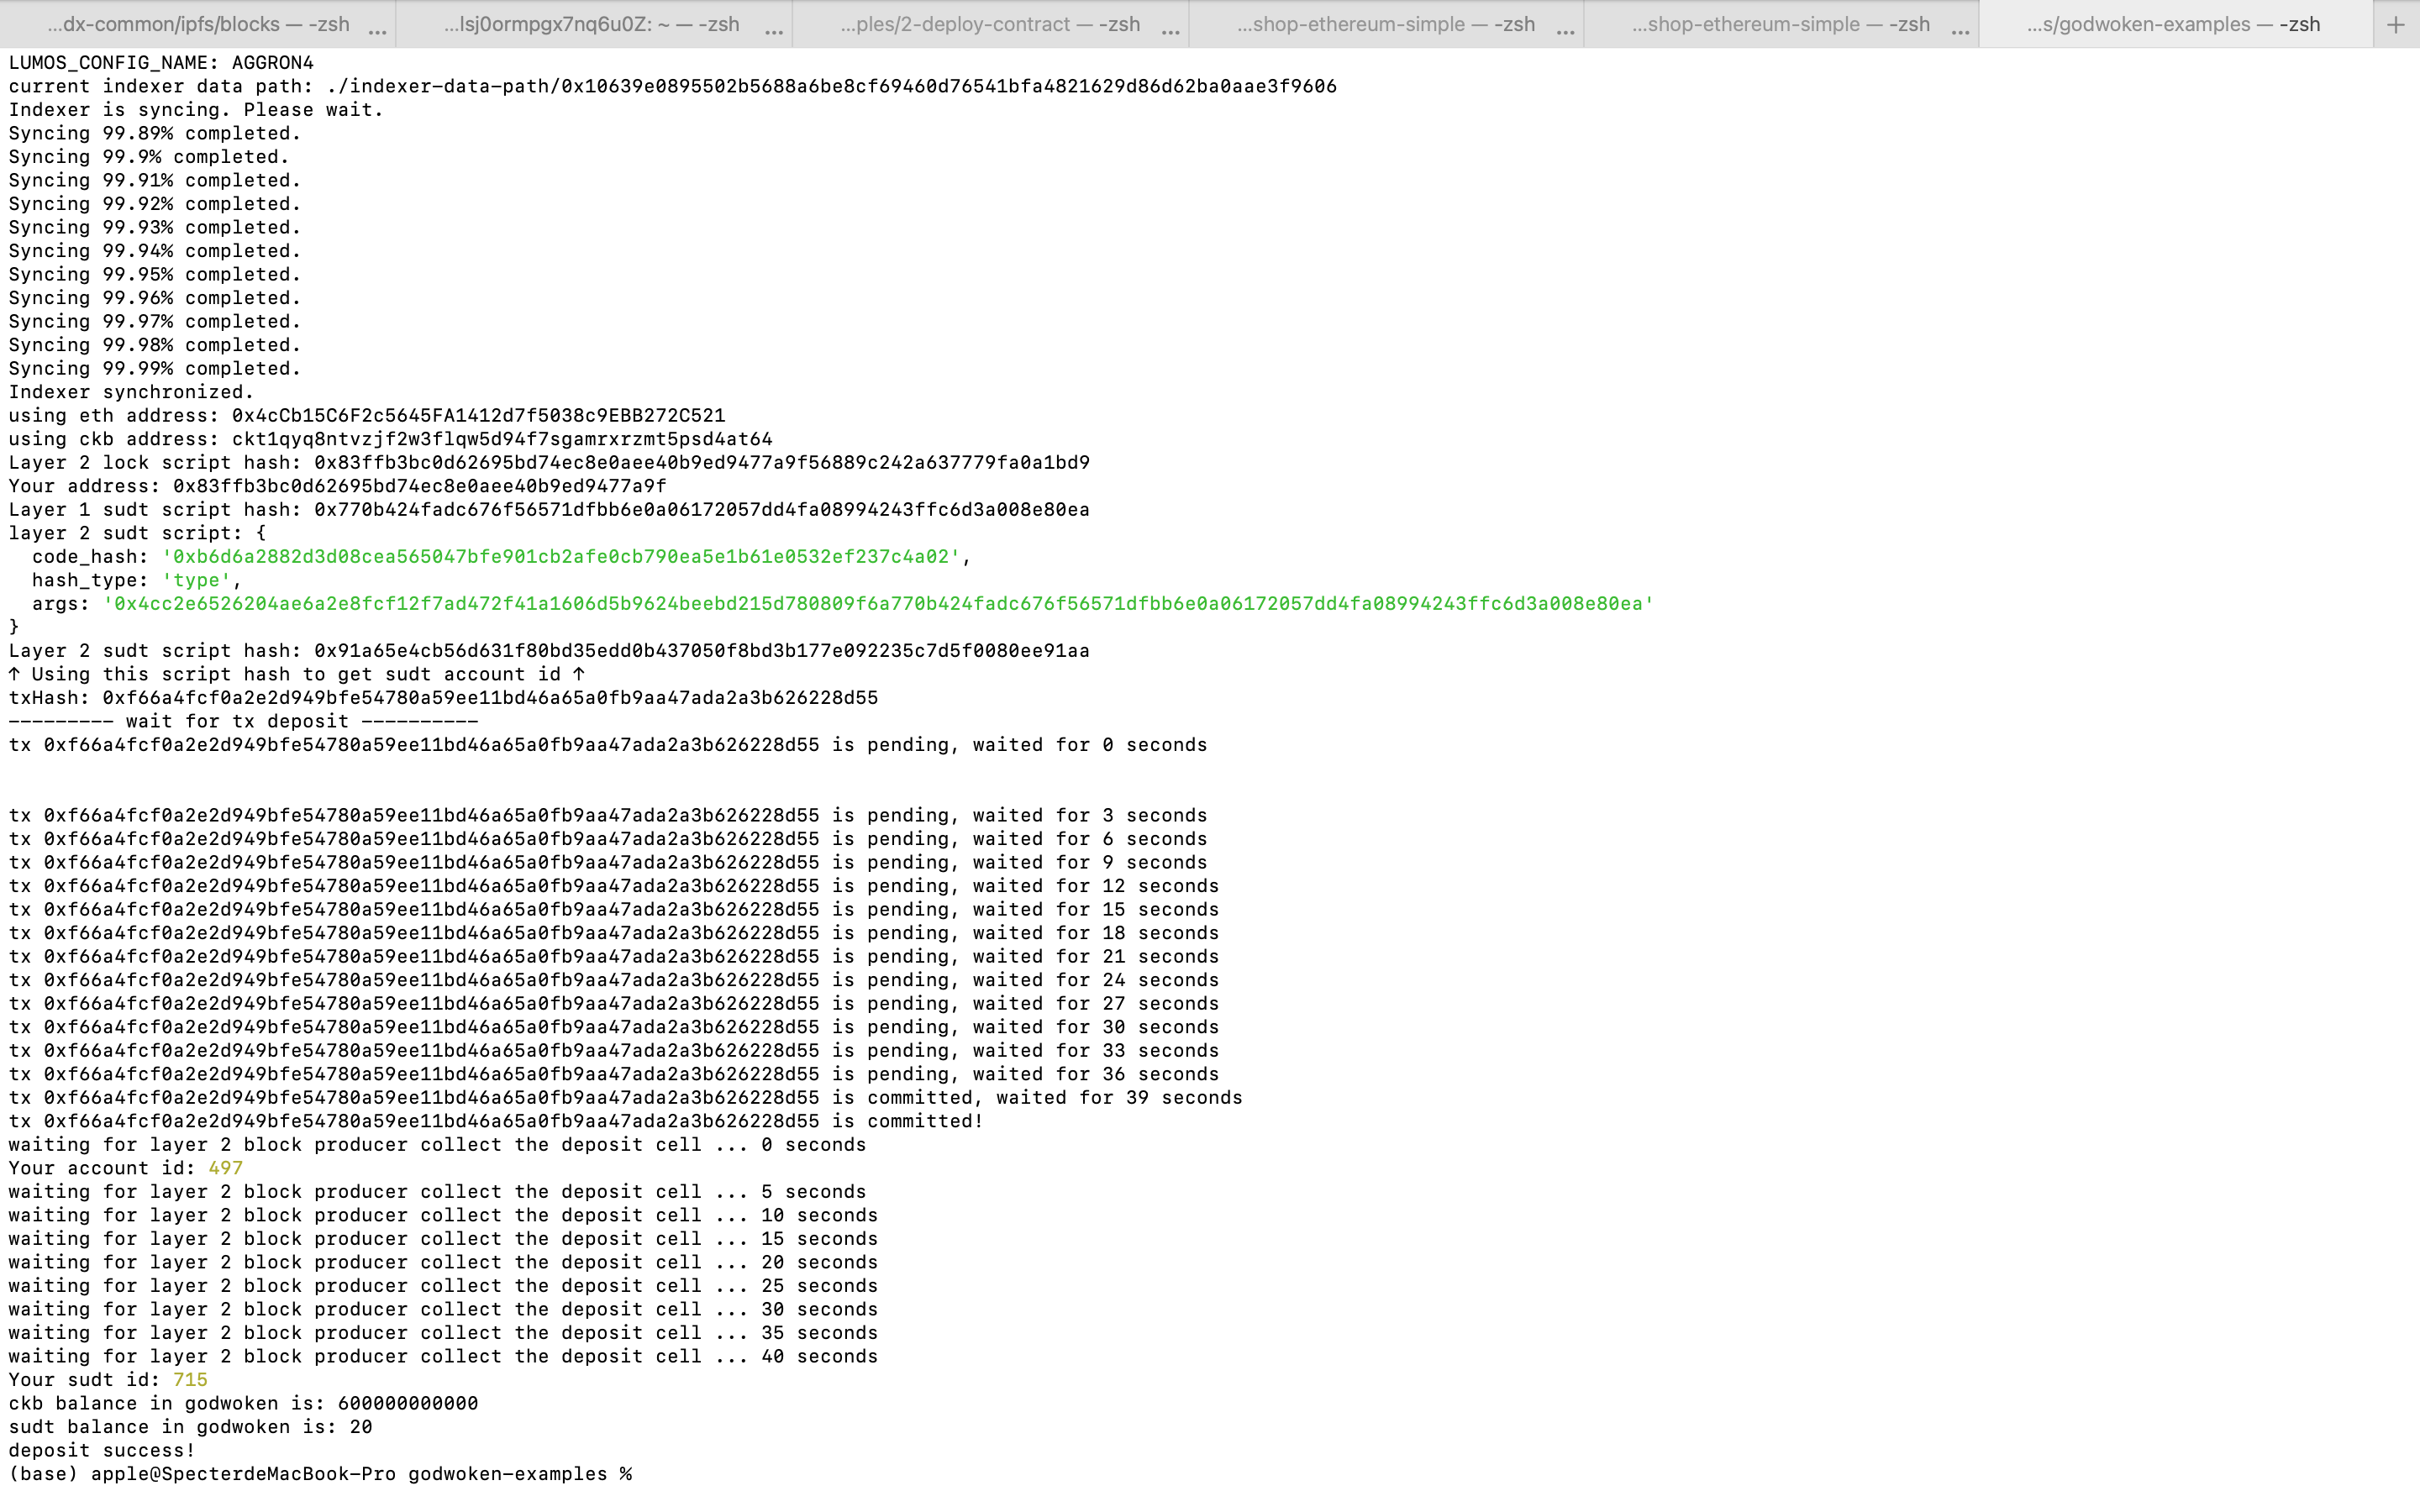 ...dx-common/ipfs/blocks — -zsh ...
...lsj0ormpgx7nq6u0Z: ~ — -zsh ...
...ples/2-deploy-contract — -zsh ...
...shop-ethereum-simple — -zsh ...
...shop-ethereum-simple — -zsh ...
...s/godwoken-examples — -zsh
+
LUMOS_CONFIG_NAME: AGGRON4
current indexer data path: ./indexer-data-path/0x10639e0895502b5688a6be8cf69460d76541bfa4821629d86d62ba0aae3f9606
Indexer is syncing. Please wait.
Syncing 99.89% completed.
Syncing 99.9% completed.
Syncing 99.91% completed.
Syncing 99.92% completed.
Syncing 99.93% completed.
Syncing 99.94% completed.
Syncing 99.95% completed.
Syncing 99.96% completed.
Syncing 99.97% completed.
Syncing 99.98% completed.
Syncing 99.99% completed.
Indexer synchronized.
using eth address: 0x4cCb15C6F2c5645FA1412d7f5038c9EBB272C521
using ckb address: ckt1qyq8ntvzjf2w3flqw5d94f7sgamrxrzmt5psd4at64
Layer 2 lock script hash: 0x83ffb3bc0d62695bd74ec8e0aee40b9ed9477a9f56889c242a637779fa0a1bd9
Your address: 0x83ffb3bc0d62695bd74ec8e0aee40b9ed9477a9f
Layer 1 sudt script hash: 0x770b424fadc676f56571dfbb6e0a06172057dd4fa08994243ffc6d3a008e80ea
layer 2 sudt script: {
  code_hash: '0xb6d6a2882d3d08cea565047bfe901cb2afe0cb790ea5e1b61e0532ef237c4a02',
  hash_type: 'type',
  args: '0x4cc2e6526204ae6a2e8fcf12f7ad472f41a1606d5b9624beebd215d780809f6a770b424fadc676f56571dfbb6e0a06172057dd4fa08994243ffc6d3a008e80ea'
}
Layer 2 sudt script hash: 0x91a65e4cb56d631f80bd35edd0b437050f8bd3b177e092235c7d5f0080ee91aa
↑ Using this script hash to get sudt account id ↑
txHash: 0xf66a4fcf0a2e2d949bfe54780a59ee11bd46a65a0fb9aa47ada2a3b626228d55
--------- wait for tx deposit ----------
tx 0xf66a4fcf0a2e2d949bfe54780a59ee11bd46a65a0fb9aa47ada2a3b626228d55 is pending, waited for 0 seconds
tx 0xf66a4fcf0a2e2d949bfe54780a59ee11bd46a65a0fb9aa47ada2a3b626228d55 is pending, waited for 3 seconds
tx 0xf66a4fcf0a2e2d949bfe54780a59ee11bd46a65a0fb9aa47ada2a3b626228d55 is pending, waited for 6 seconds
tx 0xf66a4fcf0a2e2d949bfe54780a59ee11bd46a65a0fb9aa47ada2a3b626228d55 is pending, waited for 9 seconds
tx 0xf66a4fcf0a2e2d949bfe54780a59ee11bd46a65a0fb9aa47ada2a3b626228d55 is pending, waited for 12 seconds
tx 0xf66a4fcf0a2e2d949bfe54780a59ee11bd46a65a0fb9aa47ada2a3b626228d55 is pending, waited for 15 seconds
tx 0xf66a4fcf0a2e2d949bfe54780a59ee11bd46a65a0fb9aa47ada2a3b626228d55 is pending, waited for 18 seconds
tx 0xf66a4fcf0a2e2d949bfe54780a59ee11bd46a65a0fb9aa47ada2a3b626228d55 is pending, waited for 21 seconds
tx 0xf66a4fcf0a2e2d949bfe54780a59ee11bd46a65a0fb9aa47ada2a3b626228d55 is pending, waited for 24 seconds
tx 0xf66a4fcf0a2e2d949bfe54780a59ee11bd46a65a0fb9aa47ada2a3b626228d55 is pending, waited for 27 seconds
tx 0xf66a4fcf0a2e2d949bfe54780a59ee11bd46a65a0fb9aa47ada2a3b626228d55 is pending, waited for 30 seconds
tx 0xf66a4fcf0a2e2d949bfe54780a59ee11bd46a65a0fb9aa47ada2a3b626228d55 is pending, waited for 33 seconds
tx 0xf66a4fcf0a2e2d949bfe54780a59ee11bd46a65a0fb9aa47ada2a3b626228d55 is pending, waited for 36 seconds
tx 0xf66a4fcf0a2e2d949bfe54780a59ee11bd46a65a0fb9aa47ada2a3b626228d55 is committed, waited for 39 seconds
tx 0xf66a4fcf0a2e2d949bfe54780a59ee11bd46a65a0fb9aa47ada2a3b626228d55 is committed!
waiting for layer 2 block producer collect the deposit cell ... 0 seconds
Your account id: 497
waiting for layer 2 block producer collect the deposit cell ... 5 seconds
waiting for layer 2 block producer collect the deposit cell ... 10 seconds
waiting for layer 2 block producer collect the deposit cell ... 15 seconds
waiting for layer 2 block producer collect the deposit cell ... 20 seconds
waiting for layer 2 block producer collect the deposit cell ... 25 seconds
waiting for layer 2 block producer collect the deposit cell ... 30 seconds
waiting for layer 2 block producer collect the deposit cell ... 35 seconds
waiting for layer 2 block producer collect the deposit cell ... 40 seconds
Your sudt id: 715
ckb balance in godwoken is: 600000000000
sudt balance in godwoken is: 20
deposit success!
(base) apple@SpecterdeMacBook-Pro godwoken-examples %